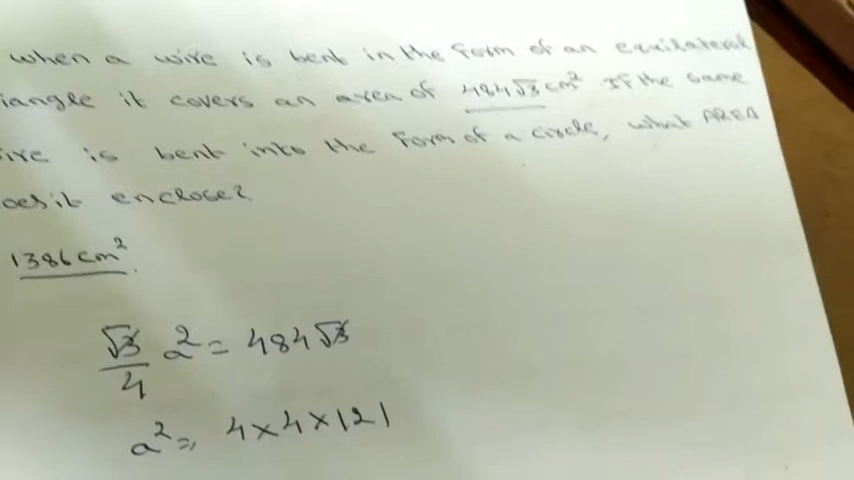 when a wire is bent in the form of an equilateral
iangle it covers an area of 484√3 cm² If the same
ire is bent into the form of a circle, what AREA
oes it enclose?
1386 cm².
√3/4 a² = 484√3
a² = 4×4×121